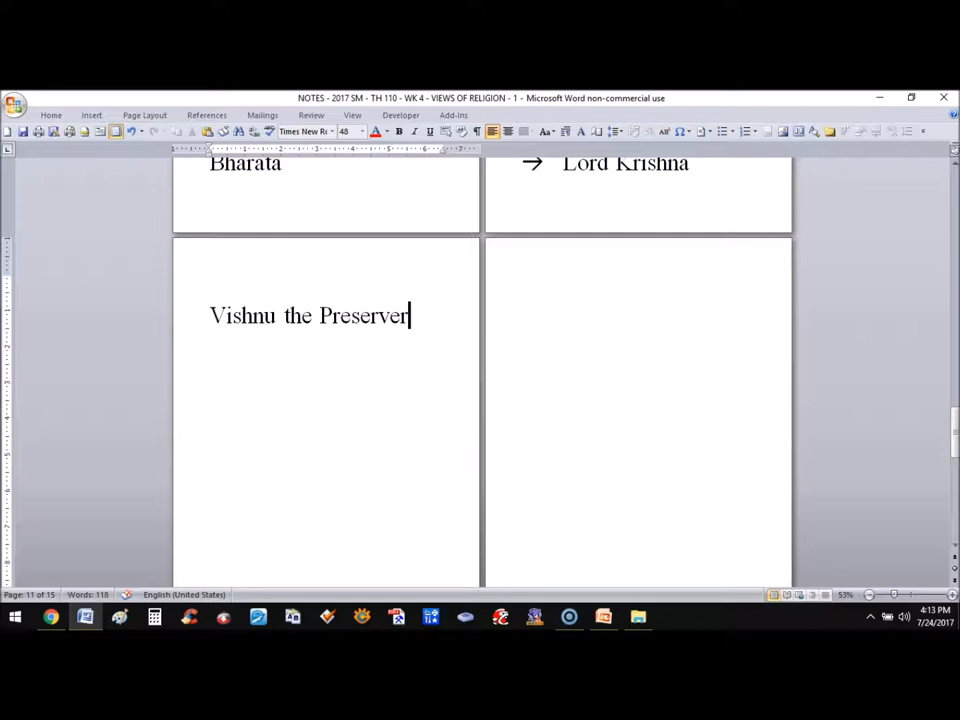 NOTES - 2017 SM - TH 110 - WK 4 - VIEWS OF RELIGION - 1 - Microsoft Word non-commercial use
Home Insert Page Layout References Mailings Review View Developer Add-Ins
Times New Ro 48 B I U Aa
Bharata
→ Lord Krishna
Vishnu the Preserver
Page: 11 of 15 Words: 118 English (United States) 53%
4:13 PM
7/24/2017